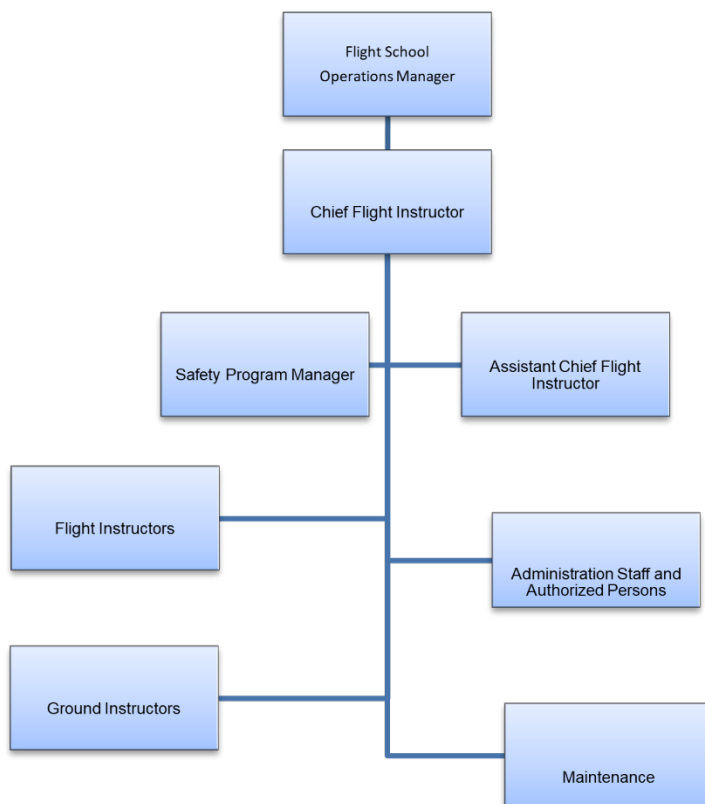 Flight School
Operations Manager
Chief Flight Instructor
Safety Program Manager
Assistant Chief Flight
Instructor
Flight Instructors
Administration Staff and
Authorized Persons
Ground Instructors
Maintenance